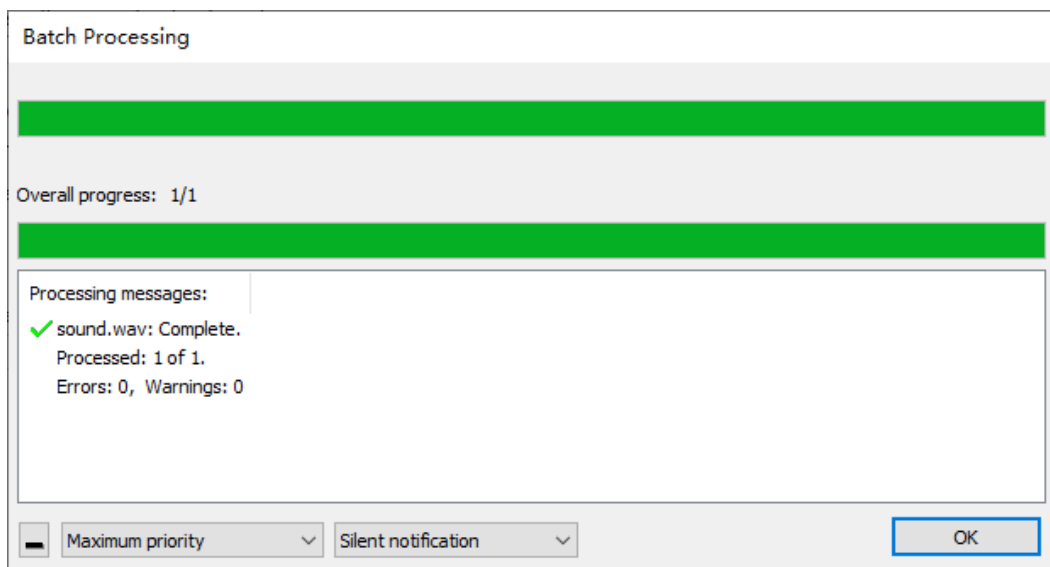 Batch Processing
Overall progress: 1/1
Processing messages:
sound.wav: Complete.
Processed: 1 of 1.
Errors: 0, Warnings: 0
Maximum priority
Silent notification
OK